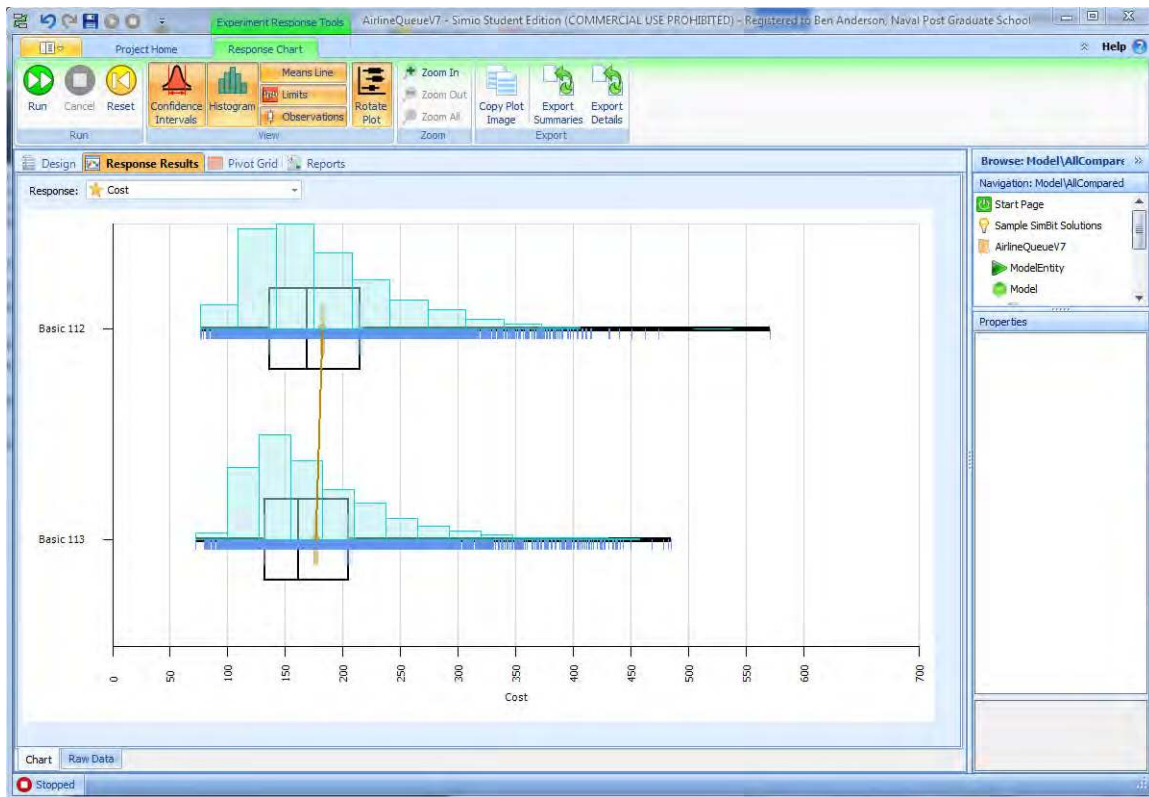 Experiment Response Tools
AirlineQueueV7 - Simio Student Edition (COMMERCIAL USE PROHIBITED) - Registered to Ben Anderson, Naval Post Graduate School
Project Home
Response Chart
Help
Run
Cancel
Reset
Run
Confidence
Intervals
Histogram
Means Line
Limits
Observations
Rotate
Plot
View
Zoom In
Zoom Out
Zoom All
Zoom
Copy Plot
Image
Export
Summaries
Export
Details
Export
Design
Response Results
Pivot Grid
Reports
Response:
Cost
Basic 112
Basic 113
0
50
100
150
200
250
300
350
400
450
500
550
600
700
Cost
Chart
Raw Data
Stopped
Browse: Model\AllCompare
Navigation: Model\AllCompared
Start Page
Sample SimBit Solutions
AirlineQueueV7
ModelEntity
Model
Properties